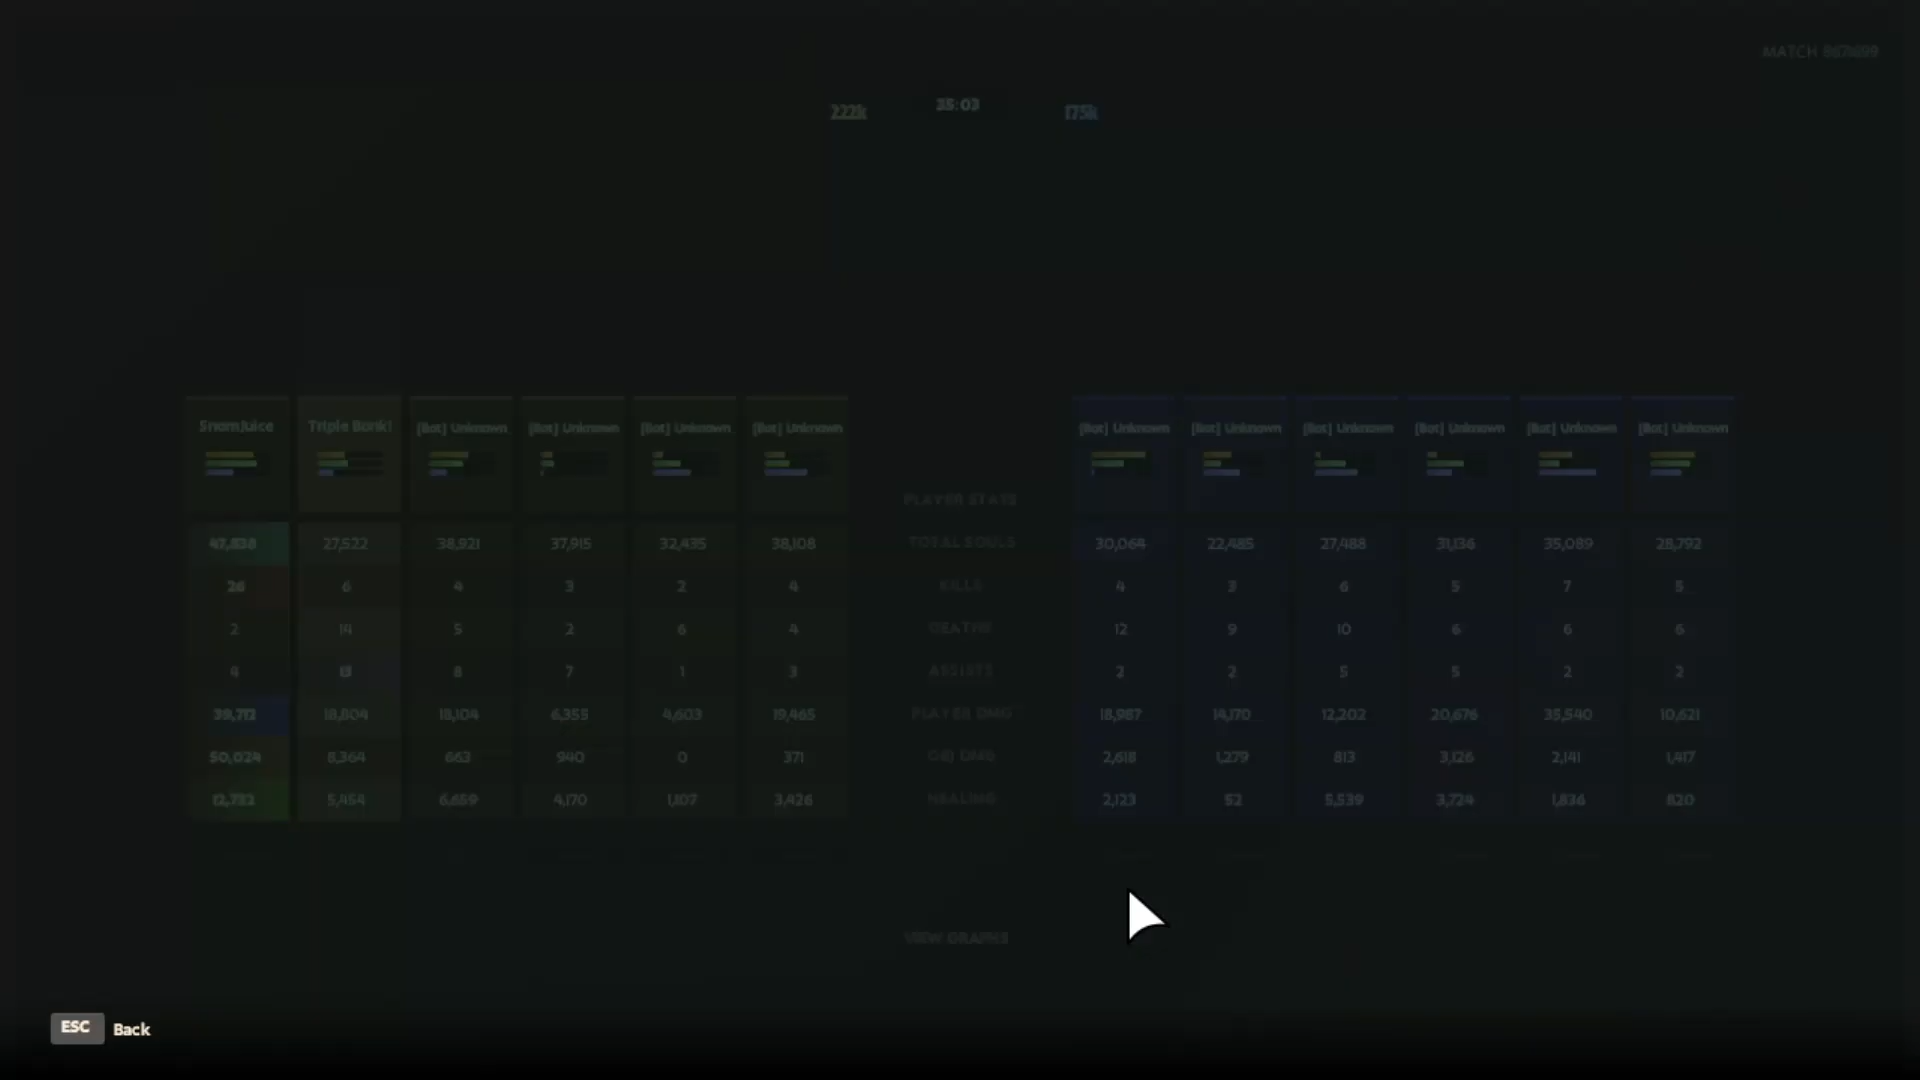 35:03
222k 175k
SnomJuice Triple Bonk! [Bot] Unknown [Bot] Unknown [Bot] Unknown [Bot] Unknown [Bot] Unknown [Bot] Unknown [Bot] Unknown [Bot] Unknown [Bot] Unknown [Bot] Unknown
PLAYER STATS
27,522 38,921 37,915 32,435 38,108 TOTAL SOULS 30,064 22,485 27,488 31,136 35,089 28,792
26 6 4 3 2 4 KILLS 4 3 6 5 7 5
2 14 5 2 6 4 DEATHS 12 9 10 6 6 6
4 13 8 7 1 3 ASSISTS 2 2 5 5 2 2
39,712 18,804 18,104 6,355 4,603 19,465 PLAYER DMG 18,987 14,170 12,202 20,676 35,540 10,621
50,024 8,364 663 940 0 371 OBJ DMG 2,618 1,279 813 3,126 2,141 1,417
12,732 5,454 6,659 4,170 1,107 3,426 HEALING 2,123 52 5,539 3,724 1,836 820
VIEW GRAPHS
MATCH
ESC Back